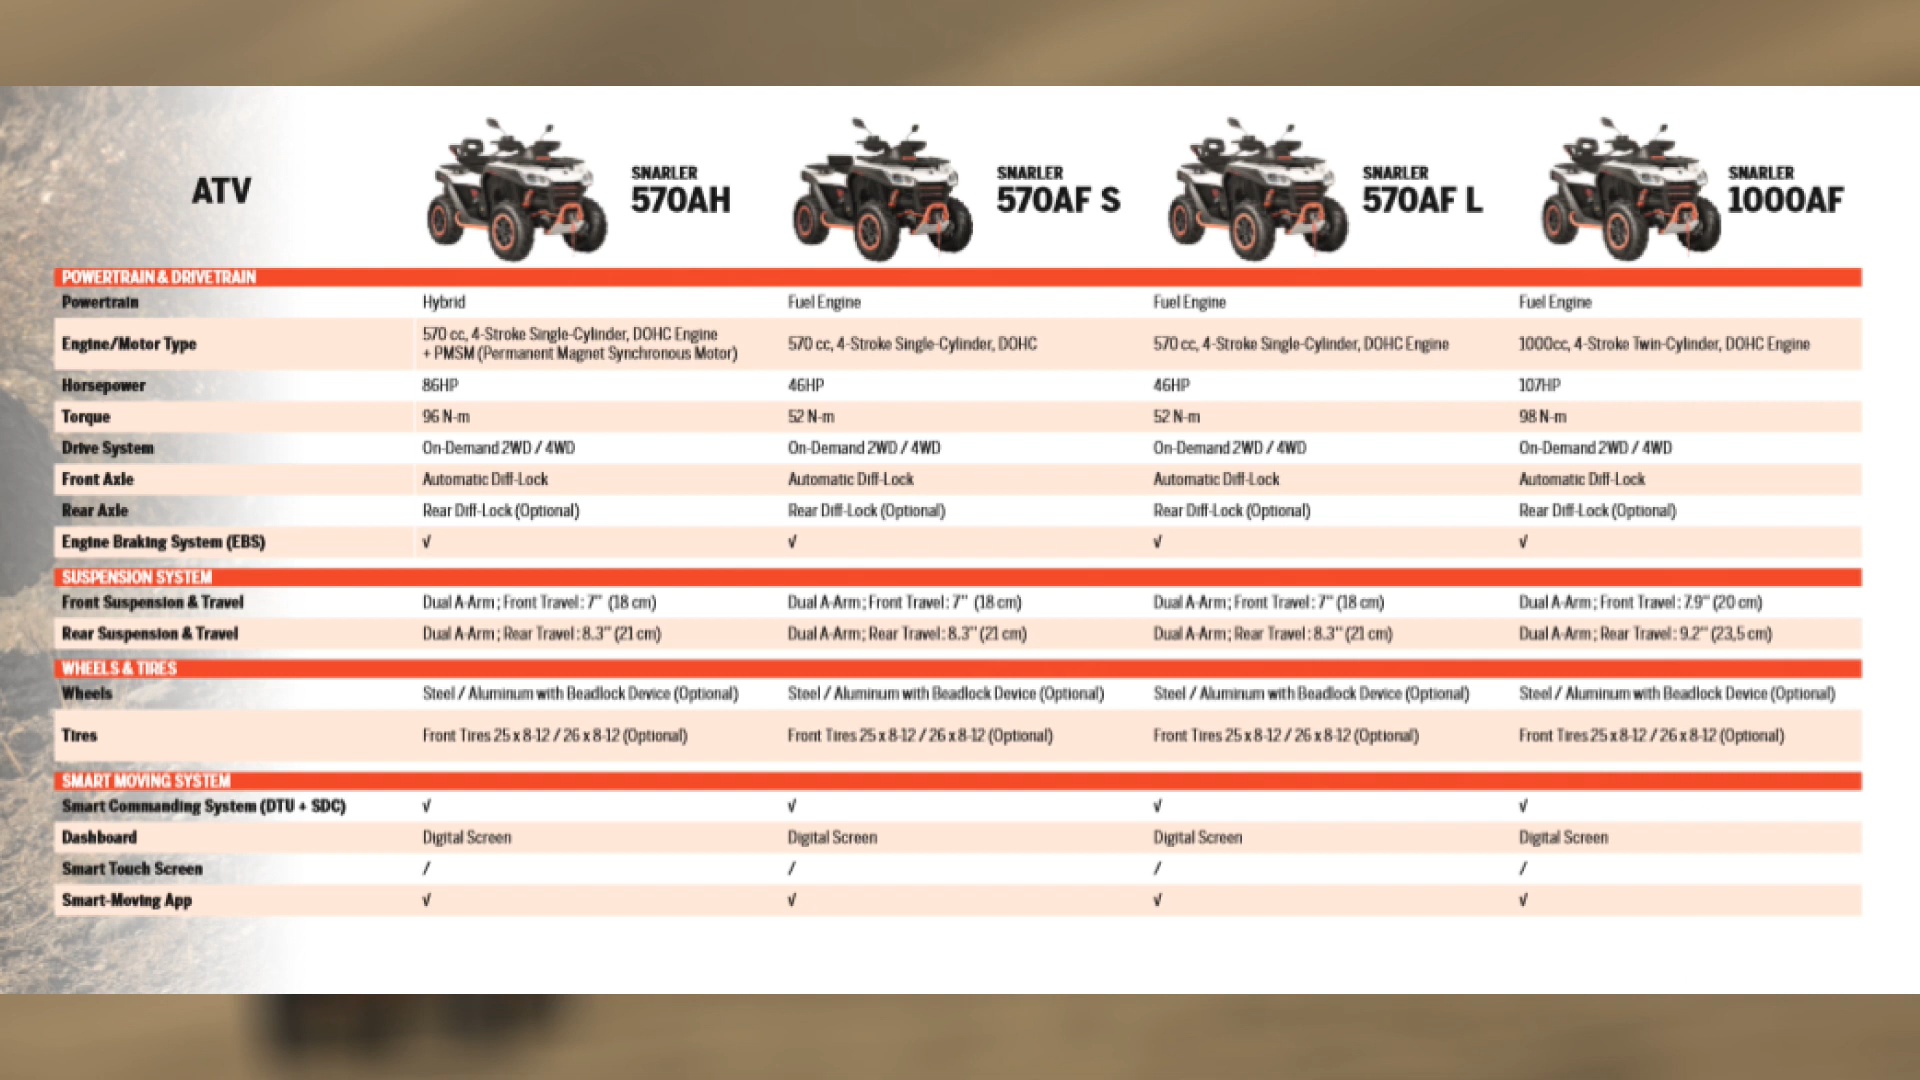 ATV
SNARLER
570AH
SNARLER
570AF S
SNARLER
570AF L
SNARLER
1000AF
POWERTRAIN & DRIVETRAIN
Powertrain Hybrid Fuel Engine Fuel Engine Fuel Engine
Engine/Motor Type 570 cc, 4-Stroke Single-Cylinder, DOHC Engine
+ PMSM (Permanent Magnet Synchronous Motor) 570 cc, 4-Stroke Single-Cylinder, DOHC 570 cc, 4-Stroke Single-Cylinder, DOHC Engine 1000cc, 4-Stroke Twin-Cylinder, DOHC Engine
Horsepower 86HP 46HP 46HP 107HP
Torque 96 N-m 52 N-m 52 N-m 98 N-m
Drive System On-Demand 2WD / 4WD On-Demand 2WD / 4WD On-Demand 2WD / 4WD On-Demand 2WD / 4WD
Front Axle Automatic Diff-Lock Automatic Diff-Lock Automatic Diff-Lock Automatic Diff-Lock
Rear Axle Rear Diff-Lock (Optional) Rear Diff-Lock (Optional) Rear Diff-Lock (Optional) Rear Diff-Lock (Optional)
Engine Braking System (EBS) √ √ √ √
SUSPENSION SYSTEM
Front Suspension & Travel Dual A-Arm; Front Travel: 7" (18 cm) Dual A-Arm; Front Travel: 7" (18 cm) Dual A-Arm; Front Travel: 7" (18 cm) Dual A-Arm; Front Travel: 7.9" (20 cm)
Rear Suspension & Travel Dual A-Arm; Rear Travel: 8.3" (21 cm) Dual A-Arm; Rear Travel: 8.3" (21 cm) Dual A-Arm; Rear Travel: 8.3" (21 cm) Dual A-Arm; Rear Travel: 9.2" (23,5 cm)
WHEELS & TIRES
Wheels Steel / Aluminum with Beadlock Device (Optional) Steel / Aluminum with Beadlock Device (Optional) Steel / Aluminum with Beadlock Device (Optional) Steel / Aluminum with Beadlock Device (Optional)
Tires Front Tires 25 x 8-12 / 26 x 8-12 (Optional) Front Tires 25 x 8-12 / 26 x 8-12 (Optional) Front Tires 25 x 8-12 / 26 x 8-12 (Optional) Front Tires 25 x 8-12 / 26 x 8-12 (Optional)
SMART MOVING SYSTEM
Smart Commanding System (DTU + SDC) √ √ √ √
Dashboard Digital Screen Digital Screen Digital Screen Digital Screen
Smart Touch Screen / / / /
Smart-Moving App √ √ √ √